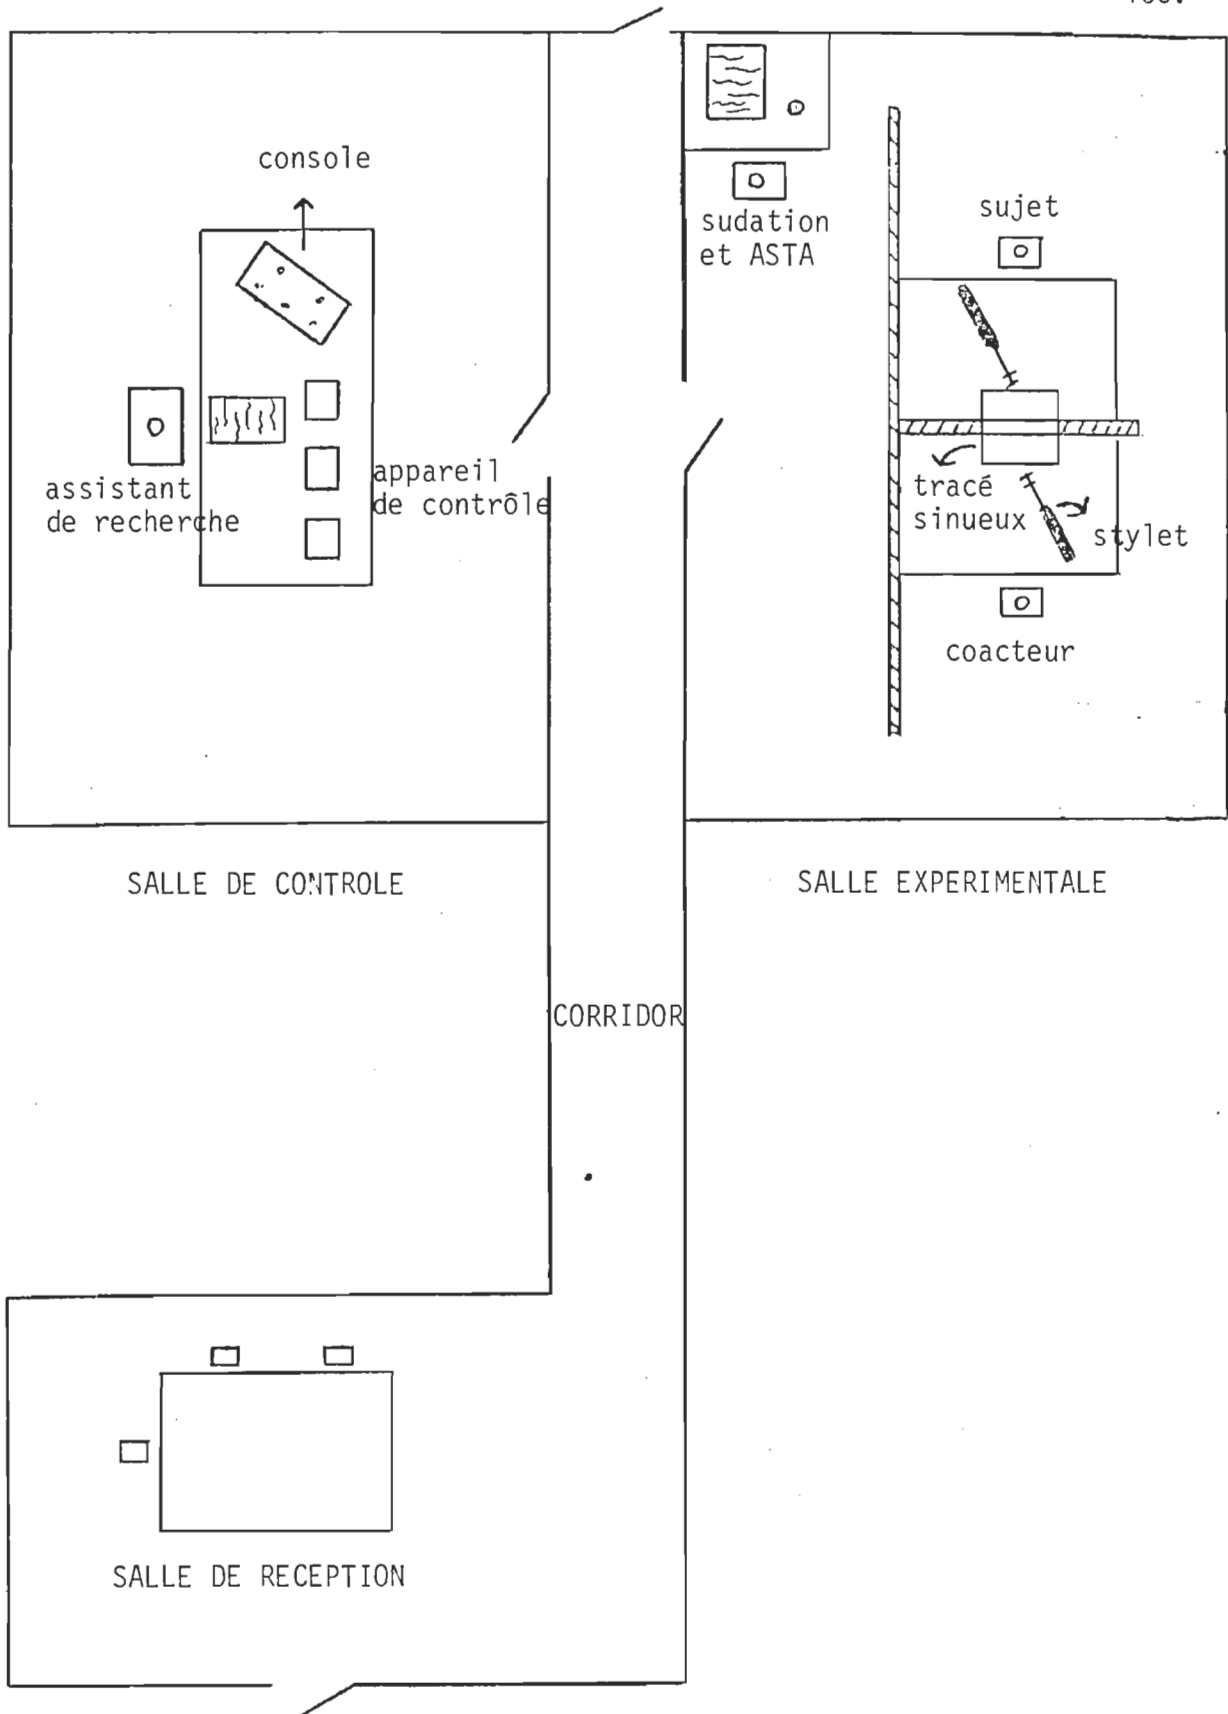 console
sudation
et ASTA
sujet
assistant
de recherche
appareil
de contrôle
tracé
sinueux
stylet
coacteur
SALLE DE CONTROLE
SALLE EXPERIMENTALE
CORRIDOR
SALLE DE RECEPTION